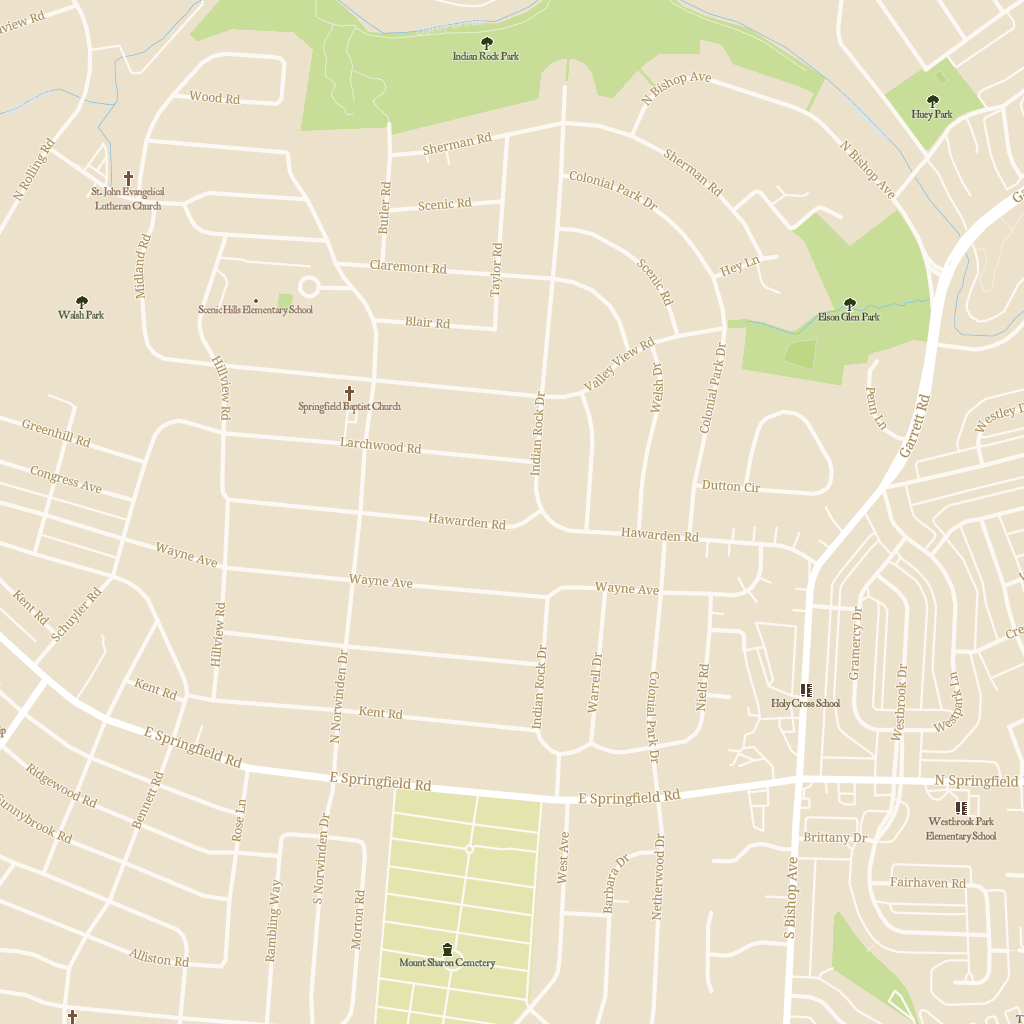 Darby Creek
Indian Rock Park
N Bishop Ave
Wood Rd
Huey Park
Sherman Rd
N Bishop Ave
N Rolling Rd
Sherman Rd
St. John Evangelical
Lutheran Church
Colonial Park Dr
Butler Rd
Scenic Rd
Midland Rd
Claremont Rd
Taylor Rd
Scenic Rd
Hey Ln
Walsh Park
Scenic Hills Elementary School
Elson Glen Park
Blair Rd
Valley View Rd
Hillview Rd
Welsh Dr
Colonial Park Dr
Penn Ln
Garrett Rd
Springfield Baptist Church
Indian Rock Dr
Greenhill Rd
Larchwood Rd
Congress Ave
Dutton Cir
Hawarden Rd
Hawarden Rd
Wayne Ave
Wayne Ave
Wayne Ave
Kent Rd
Schuyler Rd
Hillview Rd
Gramercy Dr
N Norwinden Dr
Indian Rock Dr
Warrell Dr
Colonial Park Dr
Nield Rd
Westbrook Dr
Westpark Ln
Kent Rd
Kent Rd
Holy Cross School
E Springfield Rd
E Springfield Rd
E Springfield Rd
N Springfield
Ridgewood Rd
Bennett Rd
Rose Ln
S Norwinden Dr
West Ave
Barbara Dr
Netherwood Dr
Westbrook Park
Elementary School
Brittany Dr
Fairhaven Rd
S Bishop Ave
Rambling Way
Morton Rd
Alliston Rd
Mount Sharon Cemetery